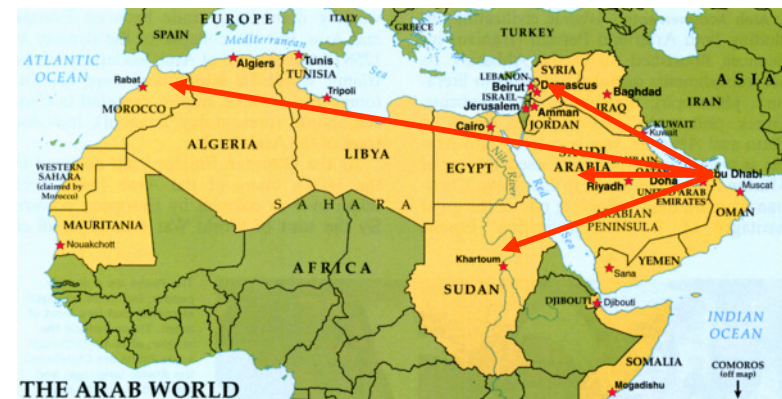 EUROPE
ITALY
SPAIN
GREECE
TURKEY
Mediterranean
Sea
ATLANTIC
OCEAN
Algiers
Tunis
TUNISIA
Rabat
MOROCCO
Tripoli
LEBANON
Beirut
SYRIA
Damascus
ISRAEL
Jerusalem
Amman
JORDAN
Baghdad
IRAQ
IRAN
ASIA
KUWAIT
Kuwait
Cairo
ALGERIA
LIBYA
EGYPT
Nile
River
SAUDI
ARABIA
Riyadh
Doha
Abu Dhabi
UNITED ARAB
EMIRATES
Muscat
OMAN
WESTERN
SAHARA
(claimed by
Morocco)
SAHARA
Red
Sea
ARABIAN
PENINSULA
MAURITANIA
Nouakchott
AFRICA
Khartoum
SUDAN
Sana
YEMEN
DJIBOUTI
Djibouti
INDIAN
OCEAN
SOMALIA
Mogadishu
COMOROS
(off map)
THE ARAB WORLD